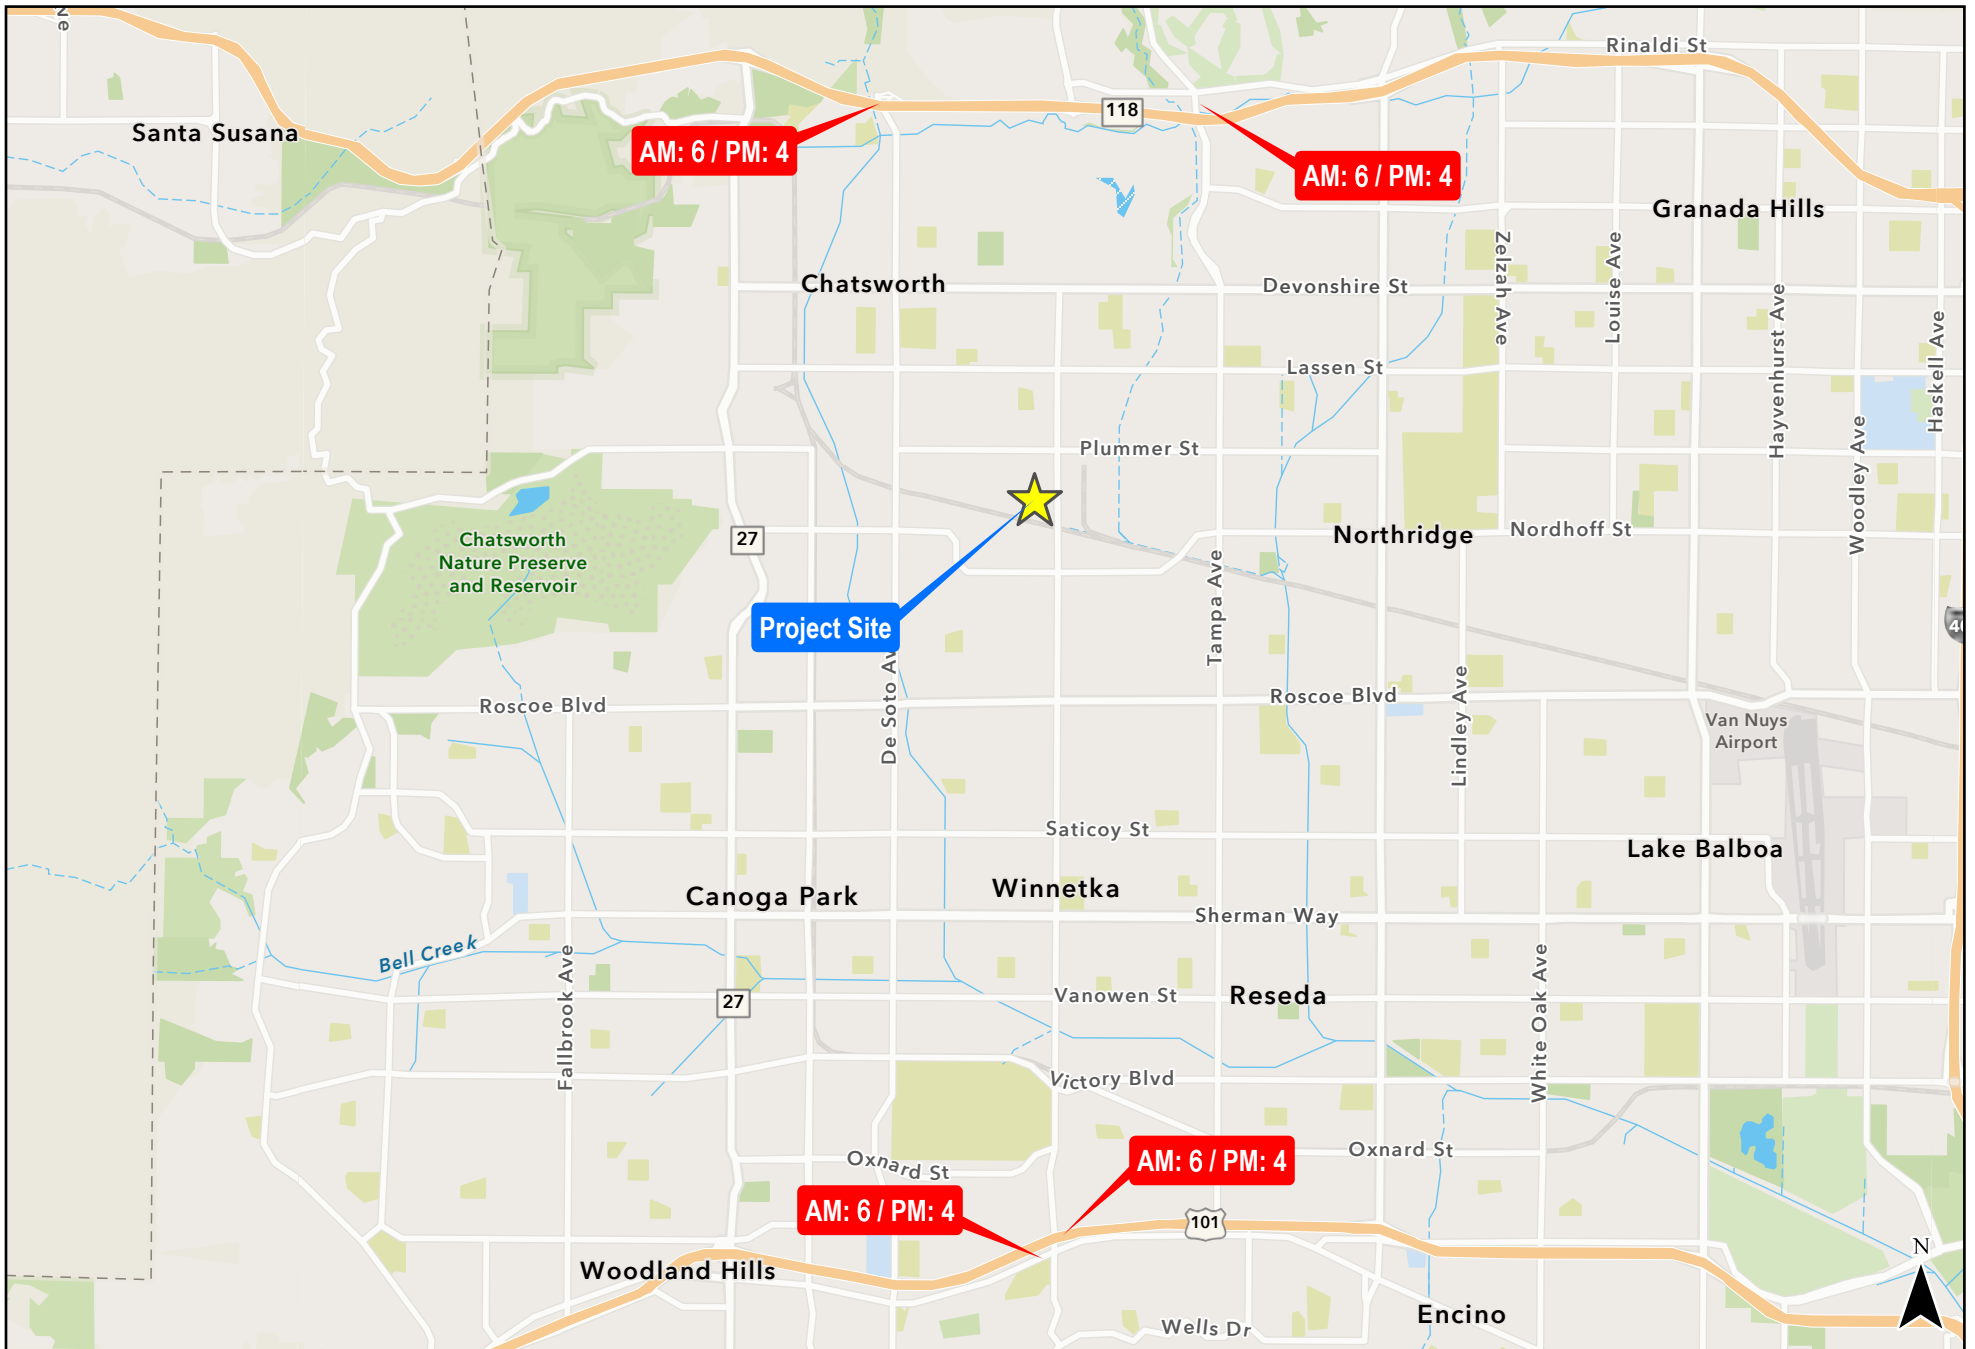 ve
Rinaldi St
118
Santa Susana
AM: 6 / PM: 4
AM: 6 / PM: 4
Granada Hills
Zelzah Ave
Louise Ave
Chatsworth
Devonshire St
Hayvenhurst Ave
Haskell Ave
Lassen St
Plummer St
Woodley Ave
Chatsworth
Nature Preserve
and Reservoir
27
Northridge
Nordhoff St
Tampa Ave
Project Site
40
De Soto Av
Roscoe Blvd
Roscoe Blvd
Lindley Ave
Van Nuys
Airport
Saticoy St
Lake Balboa
Canoga Park
Winnetka
Sherman Way
Bell Creek
Fallbrook Ave
White Oak Ave
27
Vanowen St
Reseda
Victory Blvd
Oxnard St
AM: 6 / PM: 4
Oxnard St
AM: 6 / PM: 4
101
N
Woodland Hills
Encino
Wells Dr